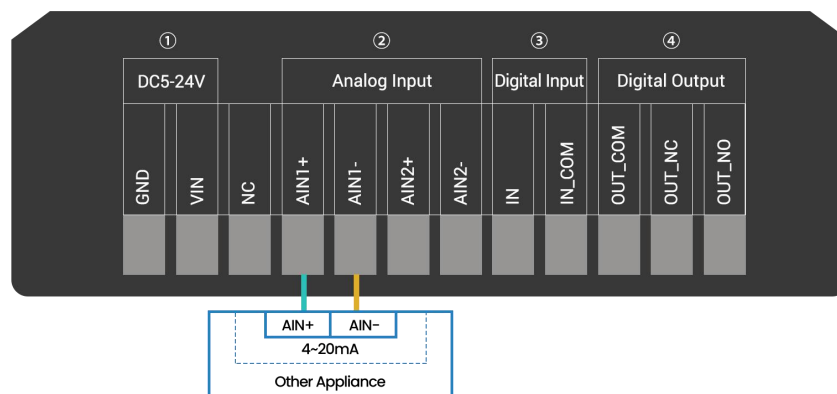 ① ② ③ ④
DC5-24V Analog Input Digital Input Digital Output
GND VIN NC AIN1+ AIN1- AIN2+ AIN2- IN IN_COM OUT_COM OUT_NC OUT_NO
AIN+ AIN-
4~20mA
Other Appliance